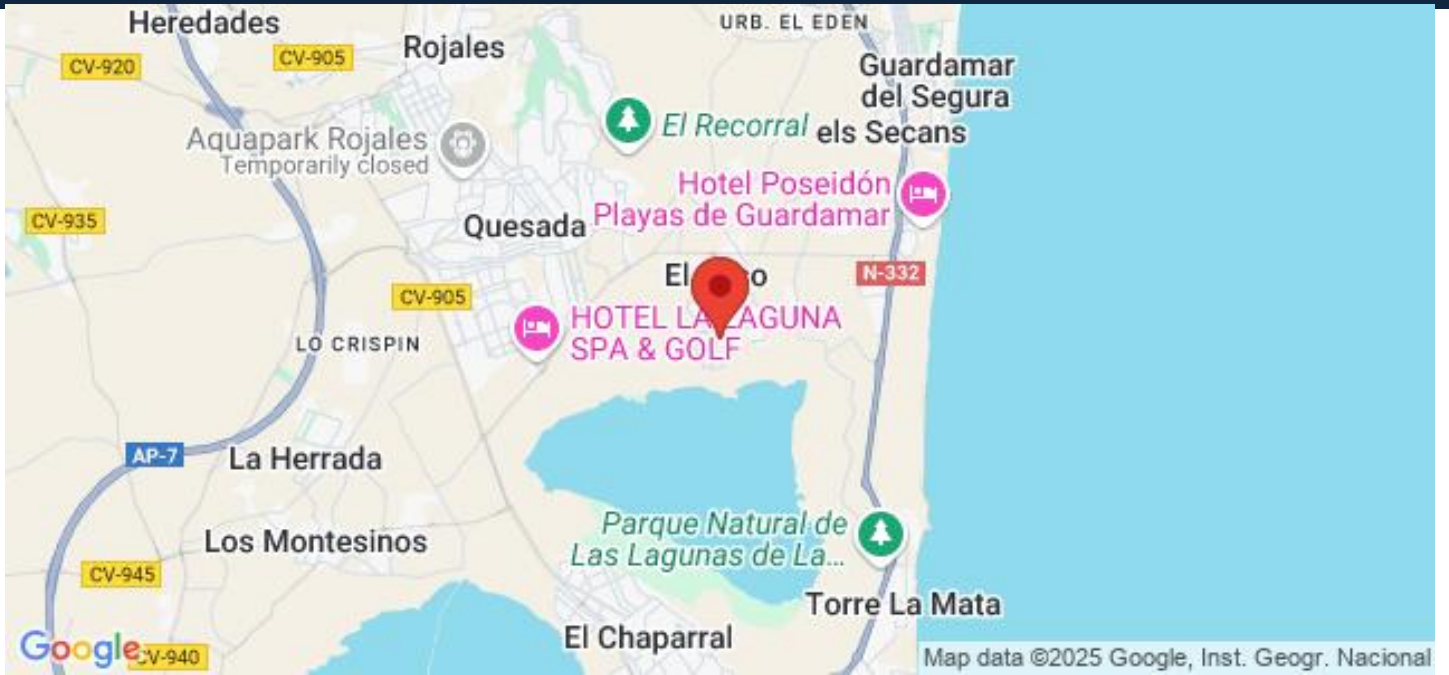 Heredades
URB. EL EDEN
Rojales
CV-905
CV-920
Guardamar
del Segura
Aquapark Rojales
Temporarily closed
El Recorral
els Secans
Hotel Poseidón
Playas de Guardamar
CV-935
Quesada
N-332
CV-905
HOTEL LA LAGUNA
SPA & GOLF
LO CRISPIN
AP-7
La Herrada
Los Montesinos
Parque Natural de
Las Lagunas de La...
CV-945
Torre La Mata
El Chaparral
Google
CV-940
Map data ©2025 Google, Inst. Geogr. Nacional